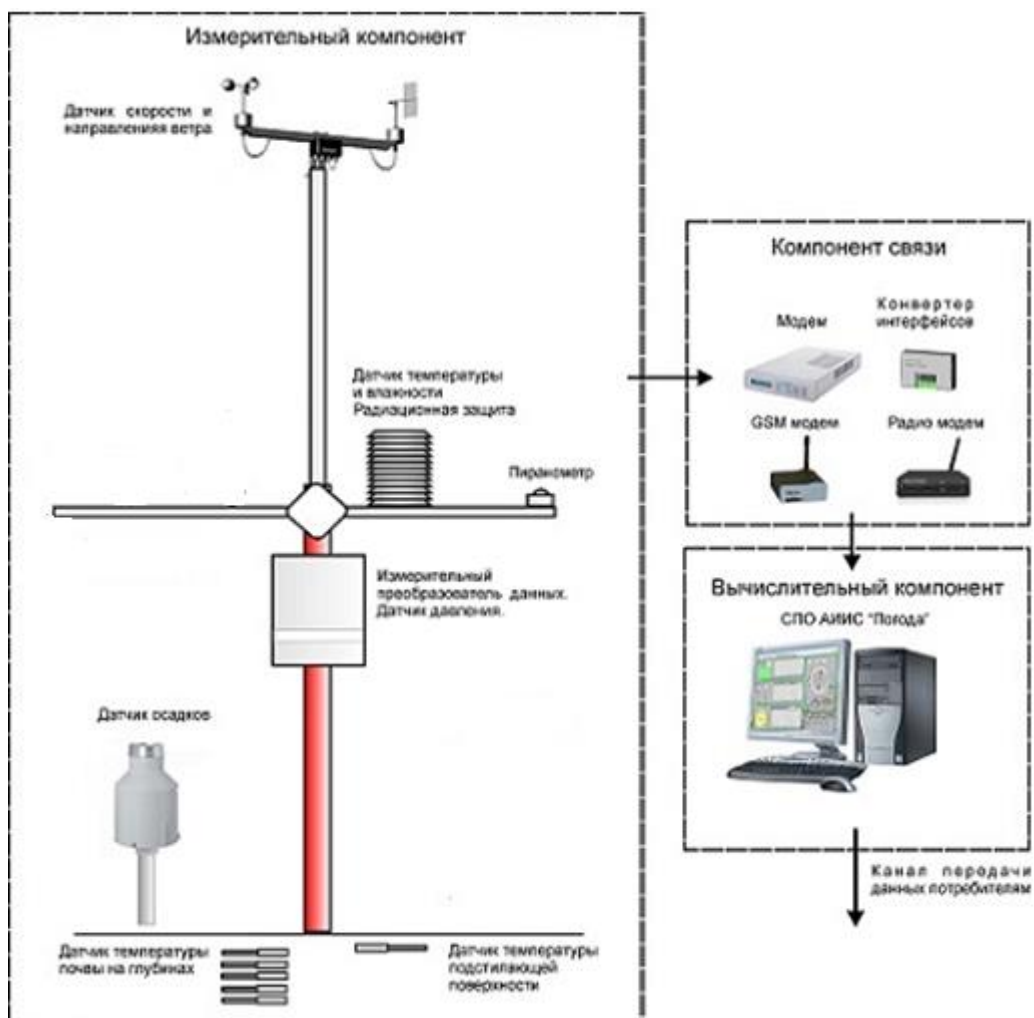 Измерительный компонент
Датчик скорости и
направленияя ветра
Датчик температуры
и влажности
Радиационная защита
Пиранометр
Измерительный
преобразователь данных.
Датчик давления.
Датчик осадков
Датчик температуры
почвы на глубинах
Датчик температуры
подстилающей
поверхности
Компонент связи
Модем
Конвертер
интерфейсов
GSM модем
Радио модем
Вычислительный компонент
СПО АИИС "Погода"
Канал передачи
данных потребителям